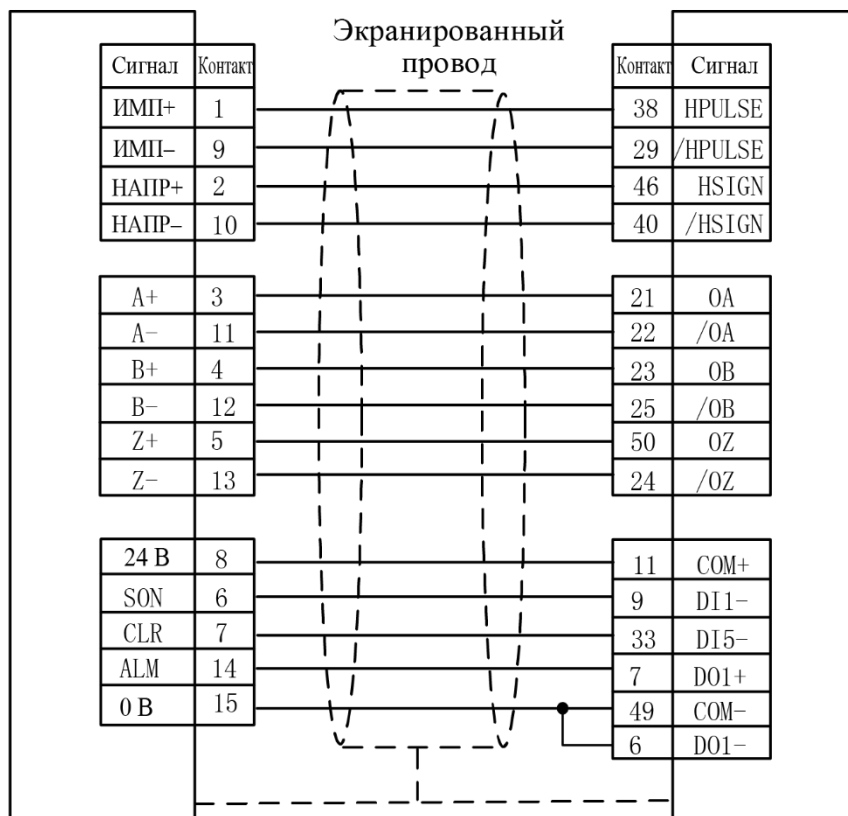 Экранированный
провод
Сигнал Контакт Контакт Сигнал
ИМП+ 1 38 HPULSE
ИМП− 9 29 /HPULSE
НАПР+ 2 46 HSIGN
НАПР− 10 40 /HSIGN
A+ 3 21 OA
A− 11 22 /OA
B+ 4 23 OB
B− 12 25 /OB
Z+ 5 50 OZ
Z− 13 24 /OZ
24 В 8 11 COM+
SON 6 9 DI1−
CLR 7 33 DI5−
ALM 14 7 DO1+
0 В 15 49 COM−
6 DO1−